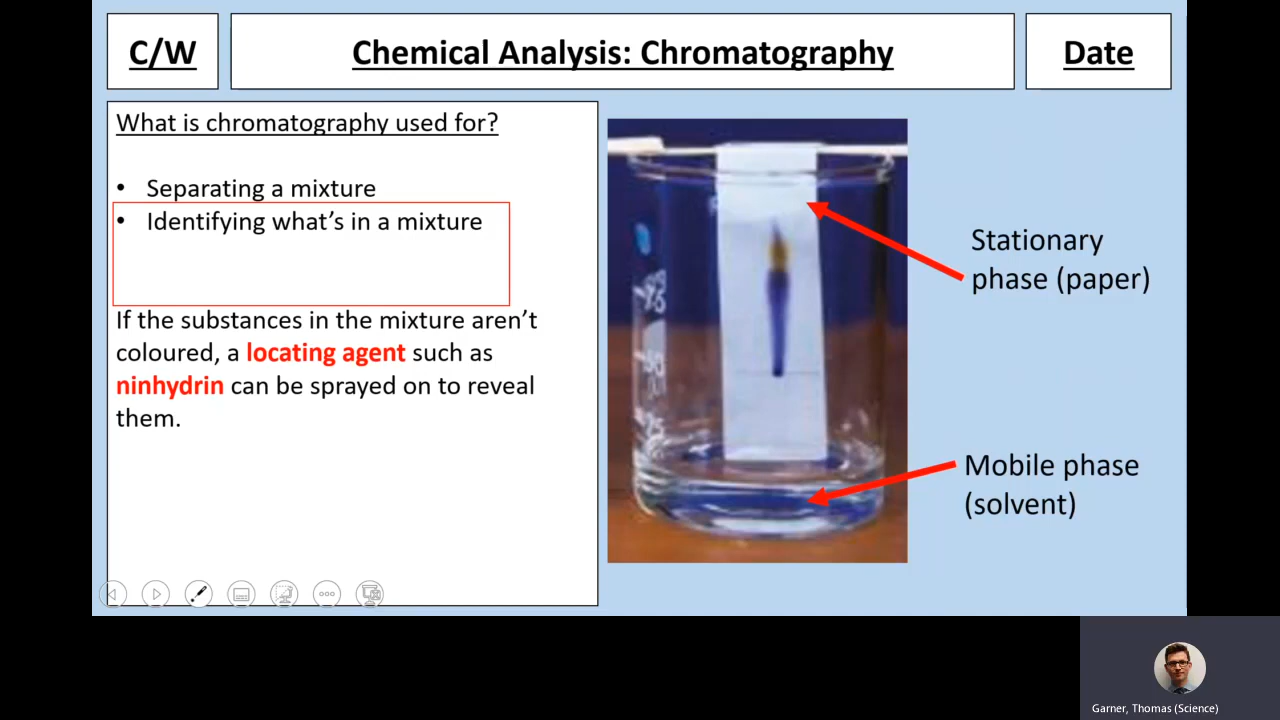 C/W
Chemical Analysis: Chromatography
Date
What is chromatography used for?
• Separating a mixture
• Identifying what's in a mixture
If the substances in the mixture aren't
coloured, a locating agent such as
ninhydrin can be sprayed on to reveal
them.
Stationary
phase (paper)
Mobile phase
(solvent)
Garner, Thomas (Science)